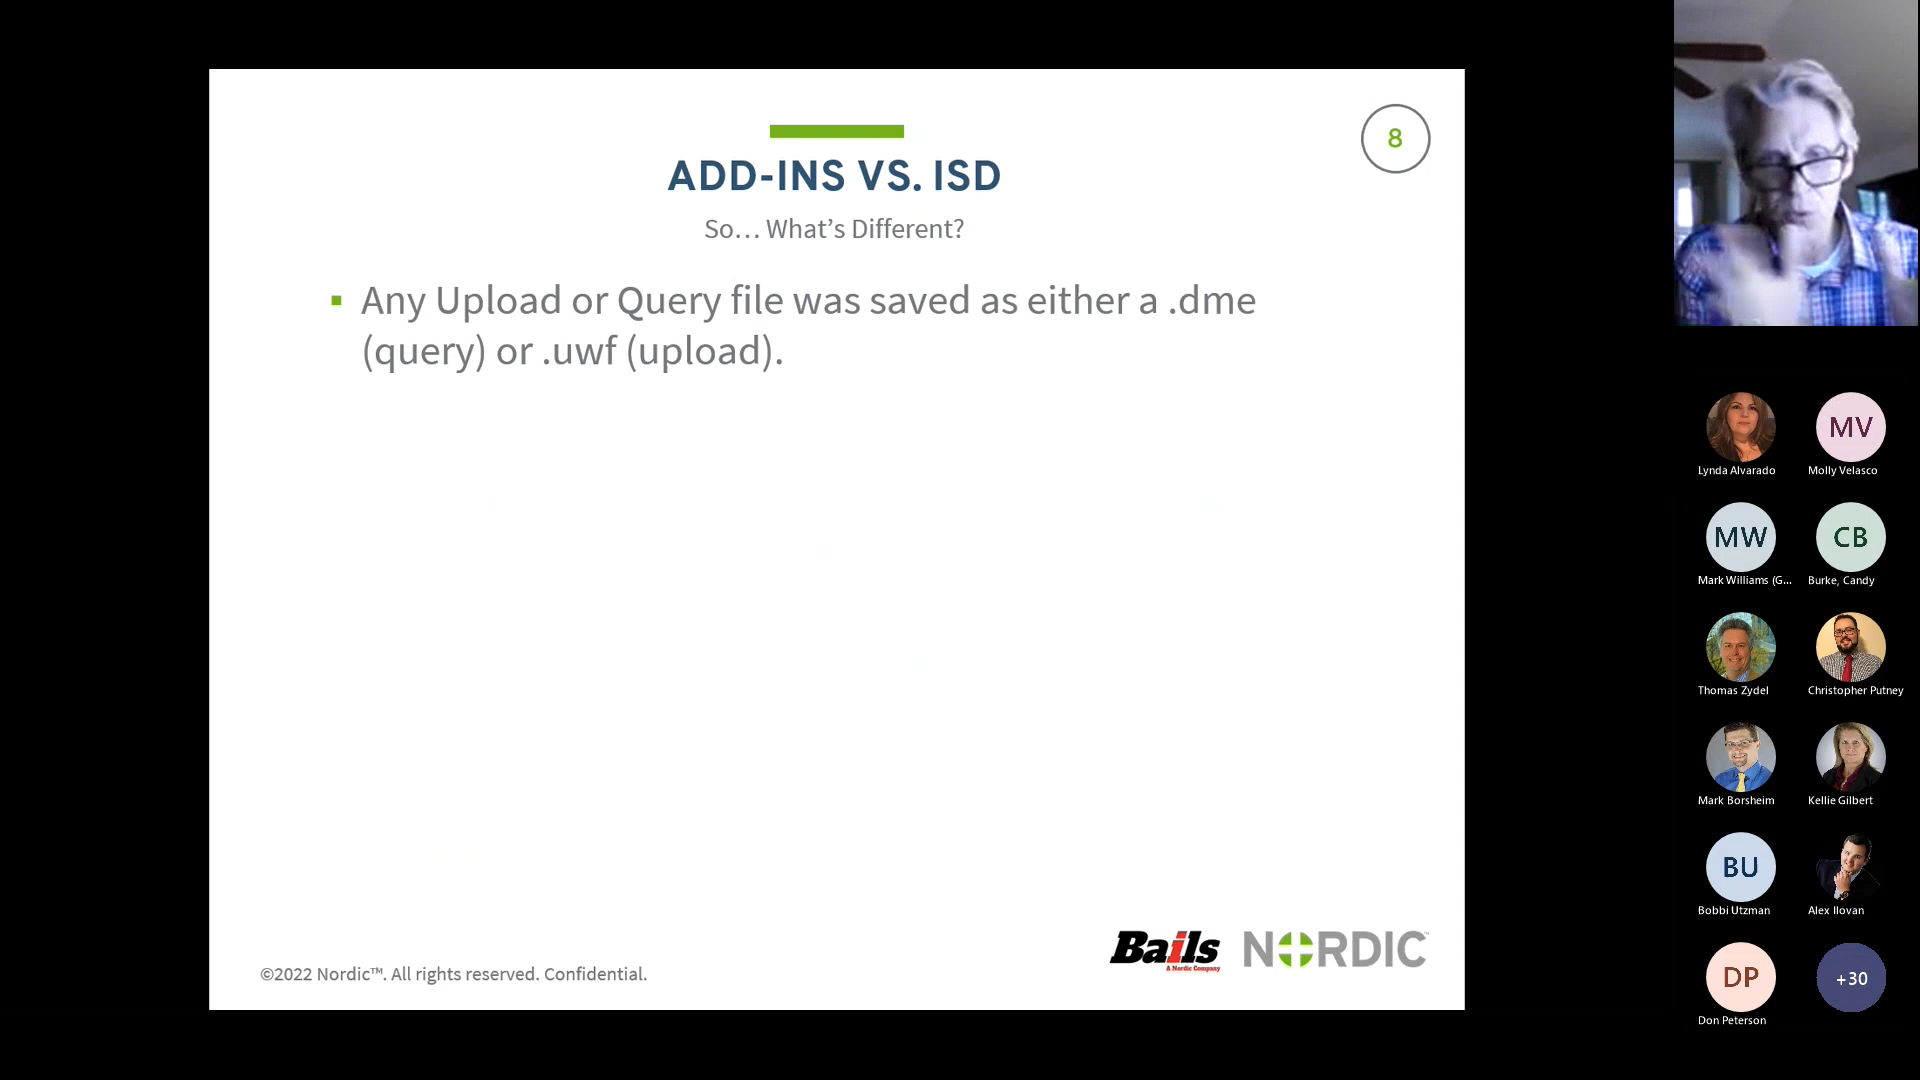 8
ADD-INS VS. ISD
So… What's Different?
▪ Any Upload or Query file was saved as either a .dme
(query) or .uwf (upload).
©2022 Nordic™. All rights reserved. Confidential.
Bails
A Nordic Company
NORDIC™
Lynda Alvarado
MV
Molly Velasco
MW
Mark Williams (G...
CB
Burke, Candy
Thomas Zydel
Christopher Putney
Mark Borsheim
Kellie Gilbert
BU
Bobbi Utzman
Alex Ilovan
DP
Don Peterson
+30